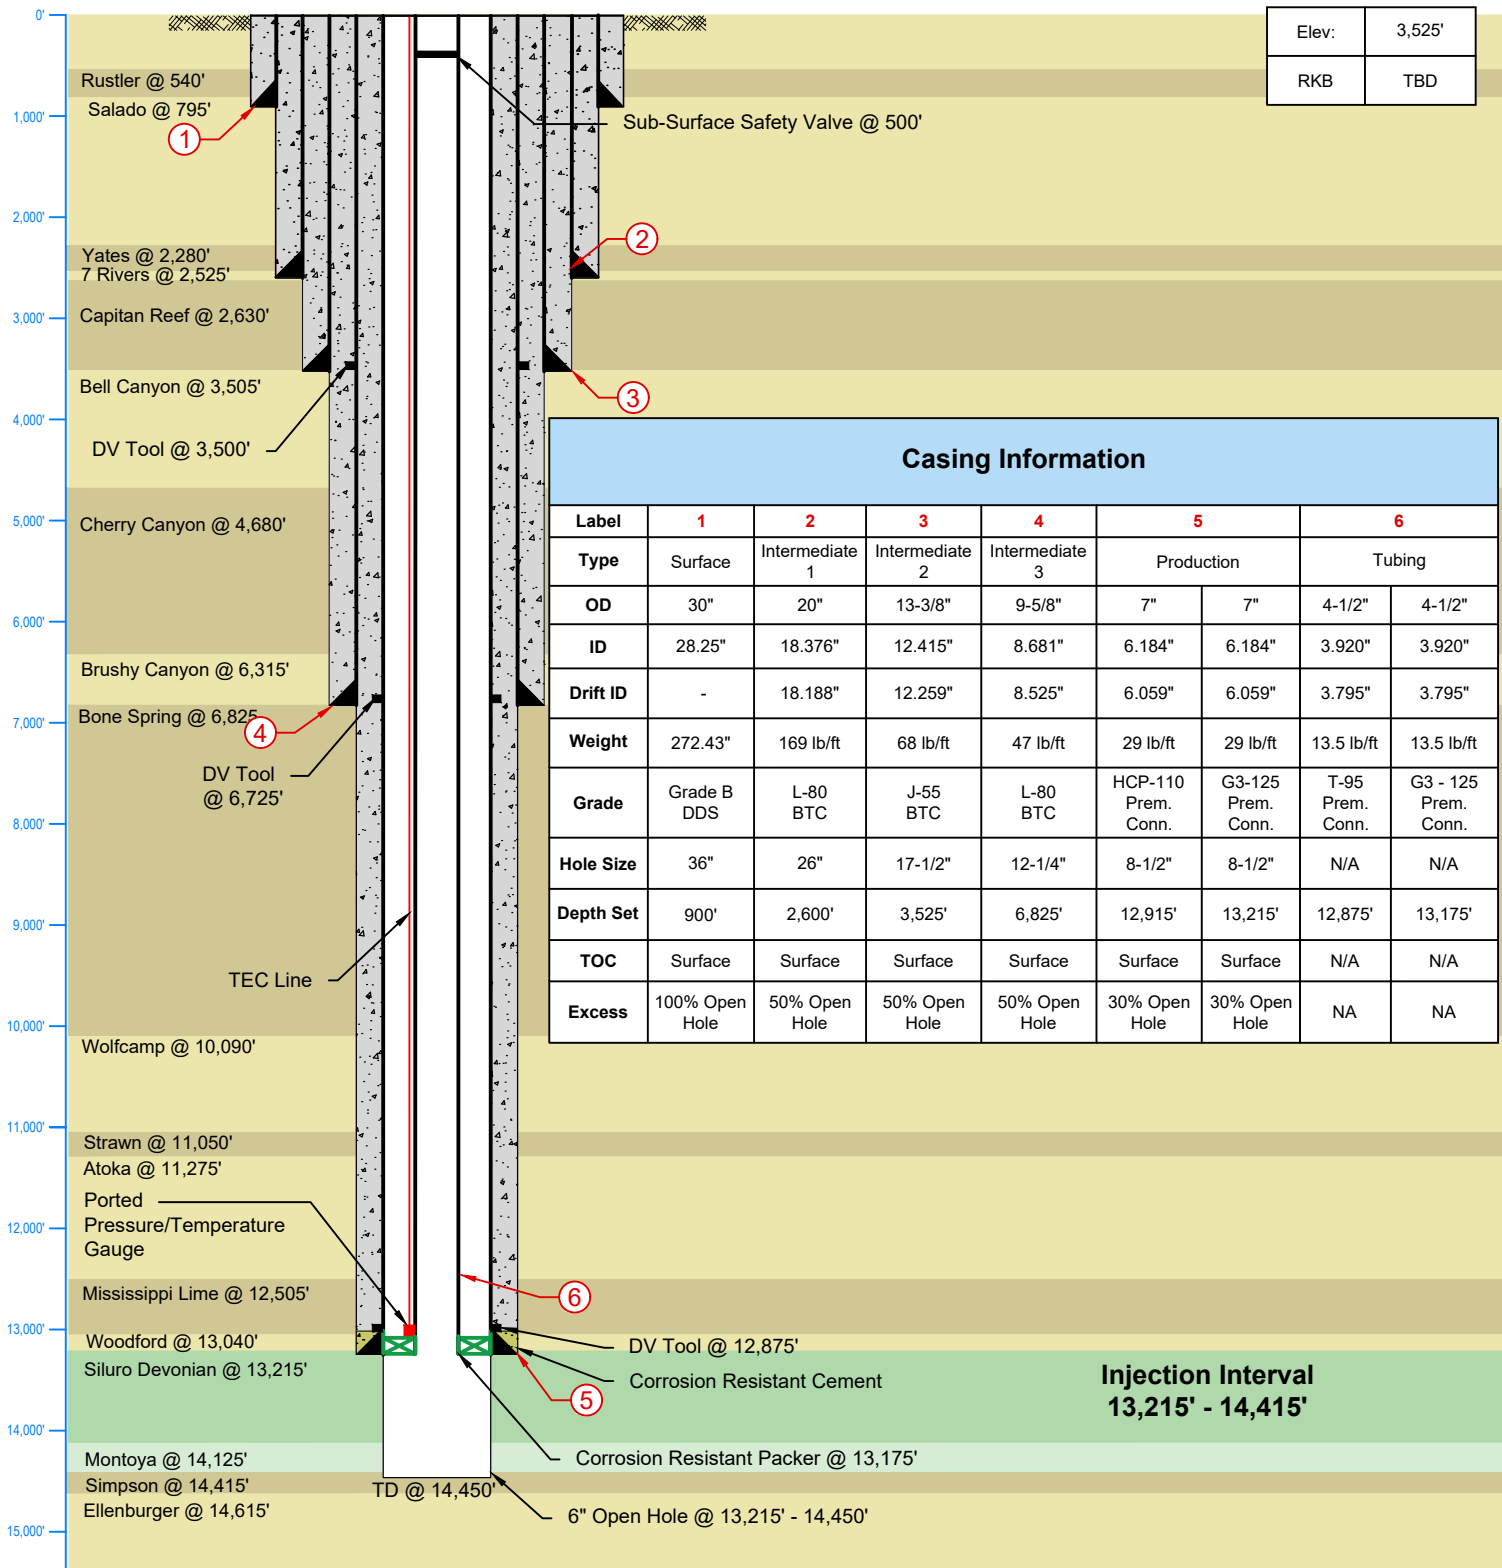 0'
Elev: 3,525'
RKB TBD
Rustler @ 540'
Salado @ 795'
1,000'
1
Sub-Surface Safety Valve @ 500'
2,000'
2
Yates @ 2,280'
7 Rivers @ 2,525'
Capitan Reef @ 2,630'
3,000'
Bell Canyon @ 3,505'
3
4,000'
DV Tool @ 3,500'
Cherry Canyon @ 4,680'
5,000'
6,000'
Brushy Canyon @ 6,315'
Bone Spring @ 6,825
4
7,000'
DV Tool
@ 6,725'
8,000'
9,000'
TEC Line
10,000'
Wolfcamp @ 10,090'
Casing Information
Label 1 2 3 4 5 6
Type Surface Intermediate 1 Intermediate 2 Intermediate 3 Production Tubing
OD 30" 20" 13-3/8" 9-5/8" 7" 7" 4-1/2" 4-1/2"
ID 28.25" 18.376" 12.415" 8.681" 6.184" 6.184" 3.920" 3.920"
Drift ID - 18.188" 12.259" 8.525" 6.059" 6.059" 3.795" 3.795"
Weight 272.43" 169 lb/ft 68 lb/ft 47 lb/ft 29 lb/ft 29 lb/ft 13.5 lb/ft 13.5 lb/ft
Grade Grade B DDS L-80 BTC J-55 BTC L-80 BTC HCP-110 Prem. Conn. G3-125 Prem. Conn. T-95 Prem. Conn. G3 - 125 Prem. Conn.
Hole Size 36" 26" 17-1/2" 12-1/4" 8-1/2" 8-1/2" N/A N/A
Depth Set 900' 2,600' 3,525' 6,825' 12,915' 13,215' 12,875' 13,175'
TOC Surface Surface Surface Surface Surface Surface N/A N/A
Excess 100% Open Hole 50% Open Hole 50% Open Hole 50% Open Hole 30% Open Hole 30% Open Hole NA NA
11,000'
Strawn @ 11,050'
Atoka @ 11,275'
Ported
Pressure/Temperature
Gauge
12,000'
Mississippi Lime @ 12,505'
6
13,000'
Woodford @ 13,040'
DV Tool @ 12,875'
Siluro Devonian @ 13,215'
Corrosion Resistant Cement
5
Injection Interval
13,215' - 14,415'
14,000'
Montoya @ 14,125'
Corrosion Resistant Packer @ 13,175'
Simpson @ 14,415'
TD @ 14,450'
Ellenburger @ 14,615'
6" Open Hole @ 13,215' - 14,450'
15,000'